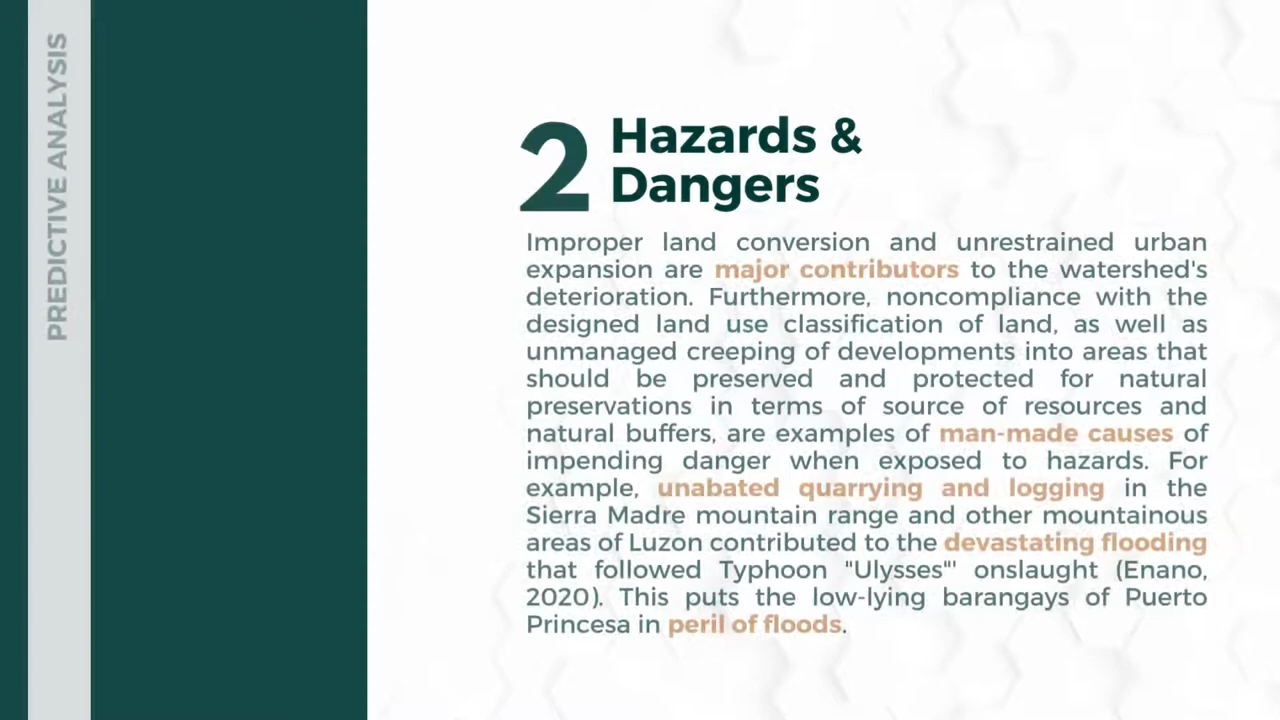 PREDICTIVE ANALYSIS
2
Hazards &
Dangers
Improper land conversion and unrestrained urban
expansion are major contributors to the watershed's
deterioration. Furthermore, noncompliance with the
designed land use classification of land, as well as
unmanaged creeping of developments into areas that
should be preserved and protected for natural
preservations in terms of source of resources and
natural buffers, are examples of man-made causes of
impending danger when exposed to hazards. For
example, unabated quarrying and logging in the
Sierra Madre mountain range and other mountainous
areas of Luzon contributed to the devastating flooding
that followed Typhoon "Ulysses"' onslaught (Enano,
2020). This puts the low-lying barangays of Puerto
Princesa in peril of floods.